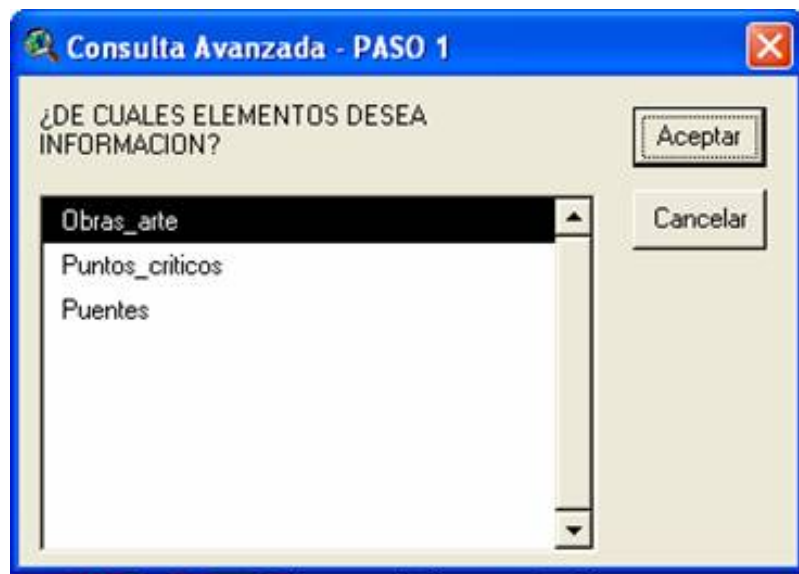 Consulta Avanzada - PASO 1
¿DE CUALES ELEMENTOS DESEA
INFORMACION?
Aceptar
Cancelar
Obras_arte
Puntos_criticos
Puentes